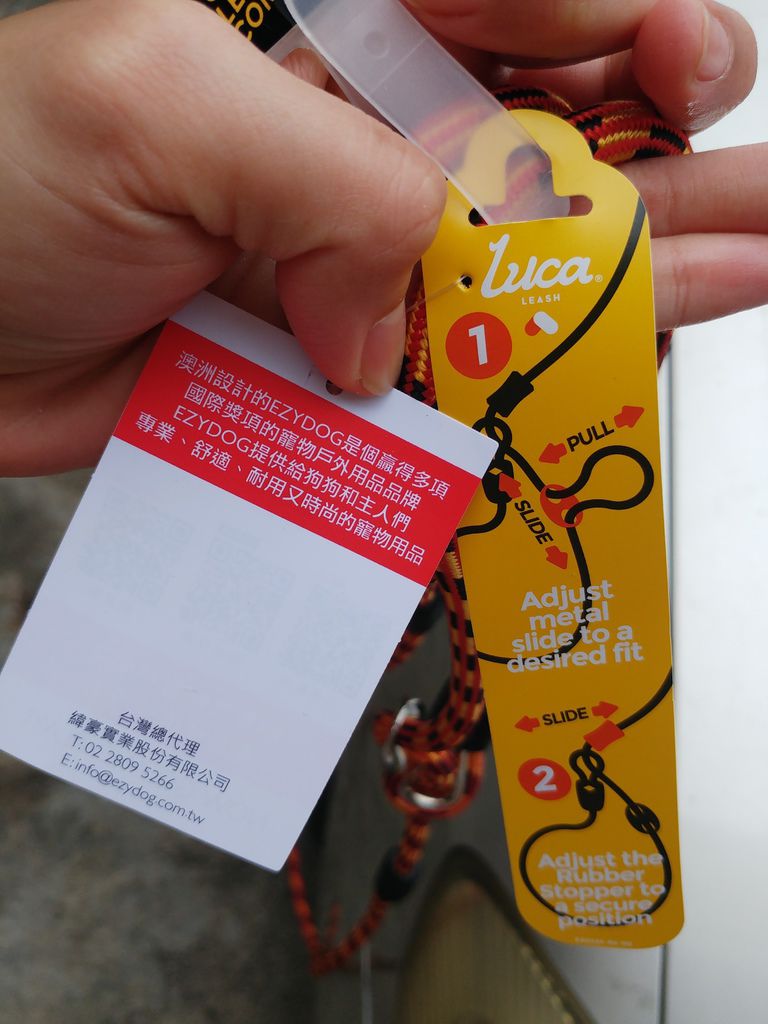 澳洲設計的EZYDOG是個贏得多項
國際獎項的寵物戶外用品品牌
EZYDOG提供給狗狗和主人們
專業、舒適、耐用又時尚的寵物用品
台灣總代理
緯豪實業股份有限公司
T: 02 2809 5266
E: info@ezydog.com.tw
Luca®
LEASH
1
PULL
SLIDE
Adjust
metal
slide to a
desired fit
SLIDE
2
Adjust the
Rubber
Stopper to
a secure
position